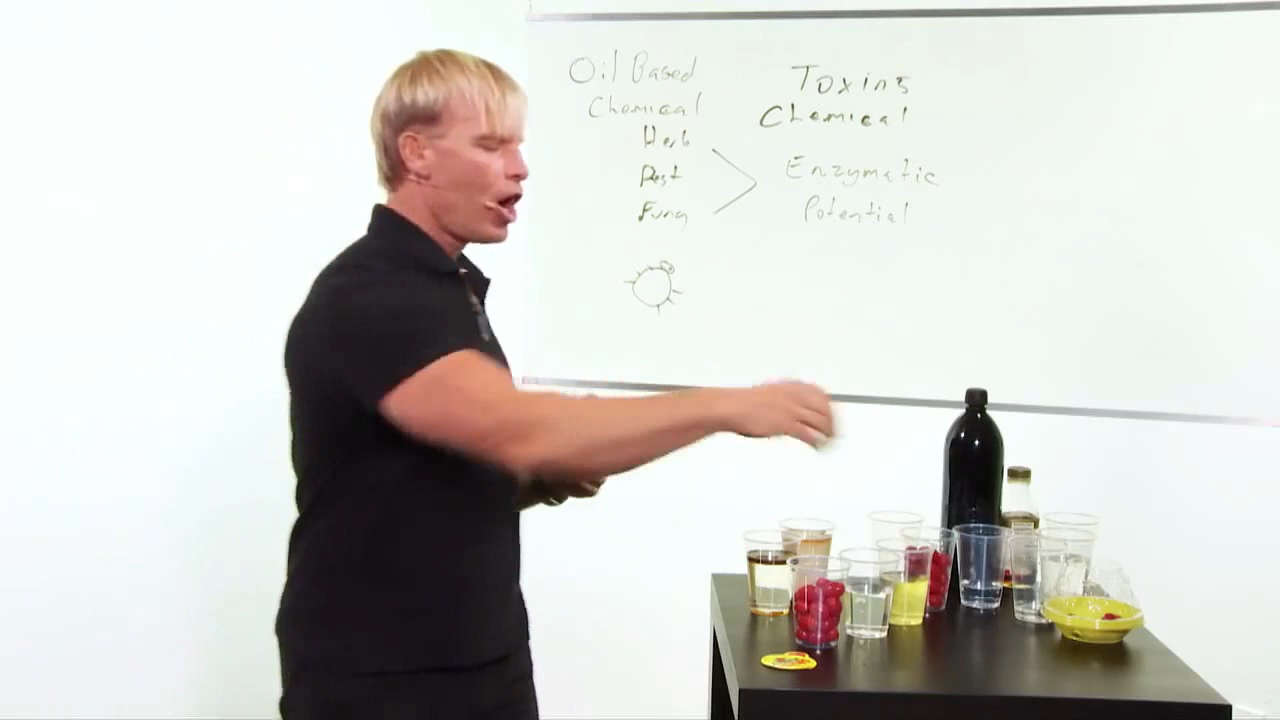 Oil Based
Chemical
Herb
Pest
Fung
Toxins
Chemical
Enzymatic
Potential